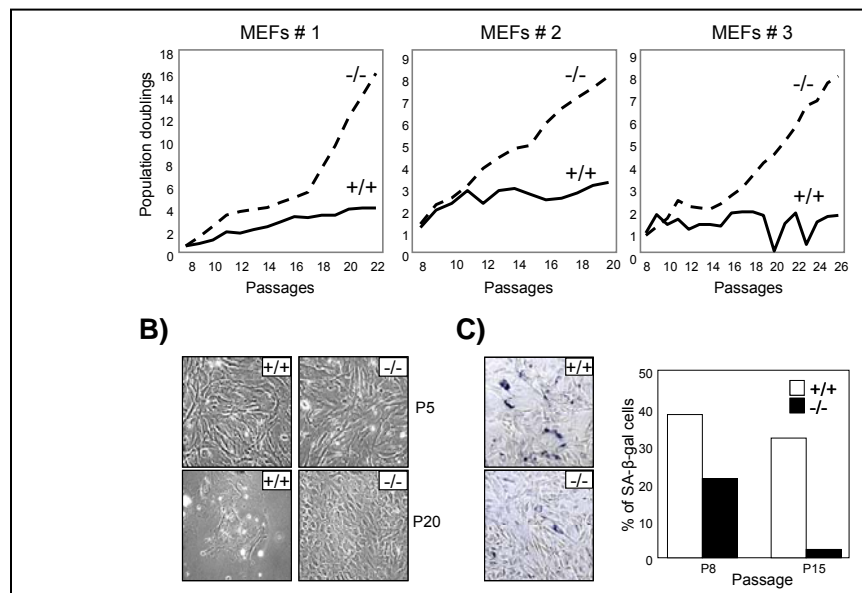 MEFs # 1
MEFs # 2
MEFs # 3
Population doublings
18
16
14
12
10
8
6
4
2
0
-/-
+/+
8 10 12 14 16 18 20 22
Passages
9
8
7
6
5
4
3
2
1
0
-/-
+/+
8 10 12 14 16 18 20
Passages
9
8
7
6
5
4
3
2
1
0
-/-
+/+
8 10 12 14 16 18 20 22 24 26
Passages
B)
+/+
-/-
P5
+/+
-/-
P20
C)
+/+
-/-
% of SA-β-gal cells
50
40
30
20
10
0
+/+
-/-
P8 P15
Passage